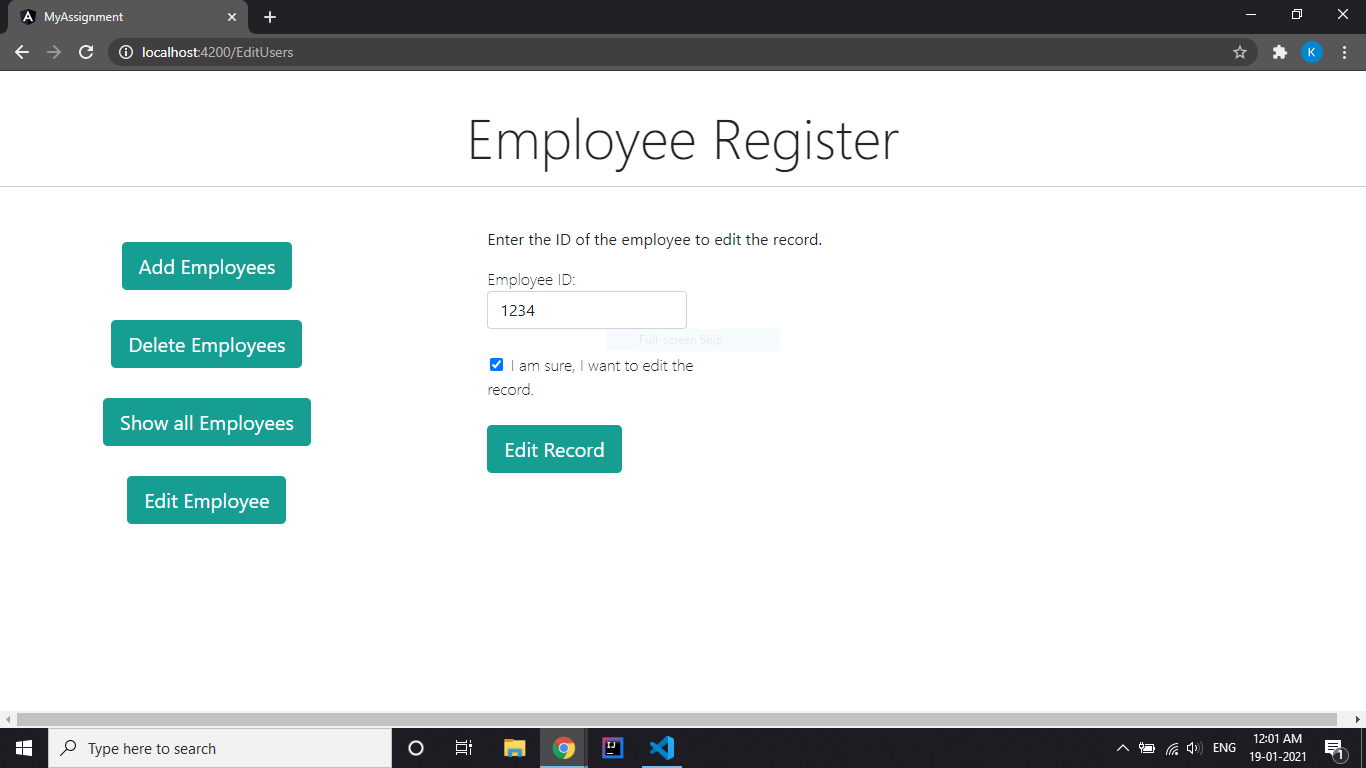 MyAssignment
localhost:4200/EditUsers
K
Employee Register
Add Employees
Delete Employees
Show all Employees
Edit Employee
Enter the ID of the employee to edit the record.
Employee ID:
1234
Full-screen Snip
I am sure, I want to edit the
record.
Edit Record
Type here to search
IJ
ENG
12:01 AM
19-01-2021
1